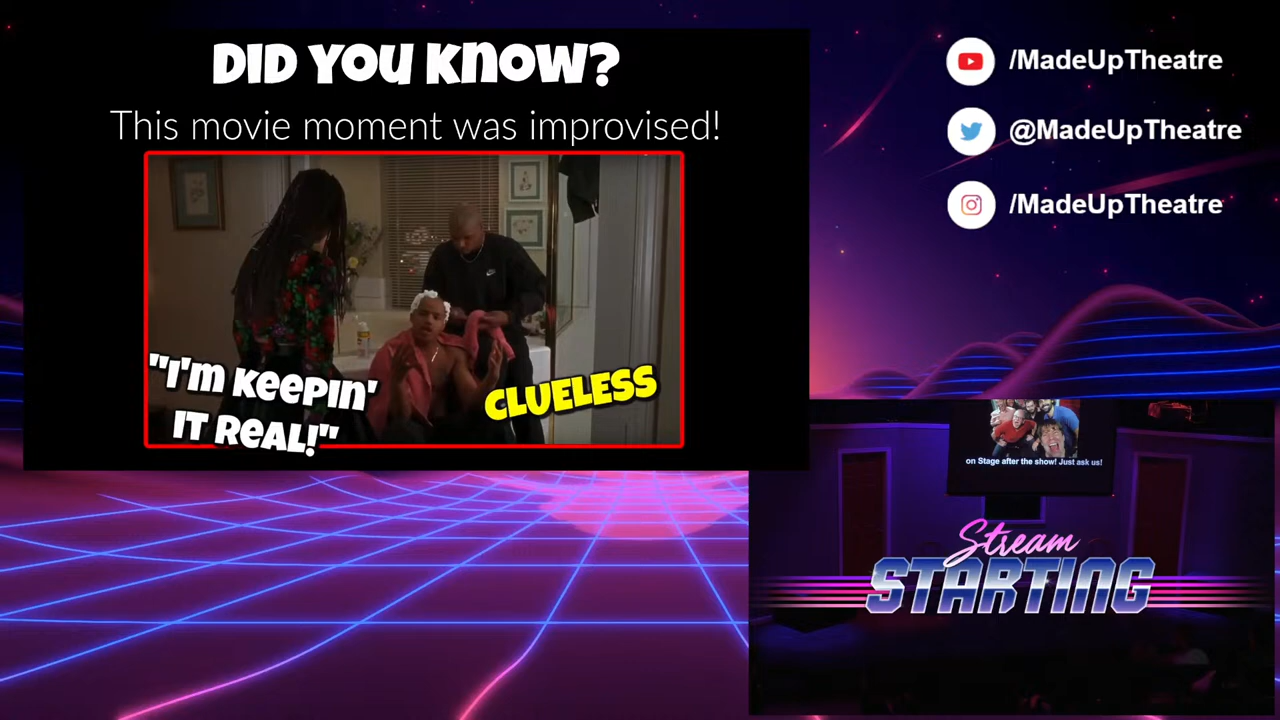 DID YOU KNOW?
This movie moment was improvised!
"I'm KeePin'
IT ReaL!"
CLUELESS
/MadeUpTheatre
@MadeUpTheatre
/MadeUpTheatre
on Stage after the show! Just ask us!
Stream
STARTING